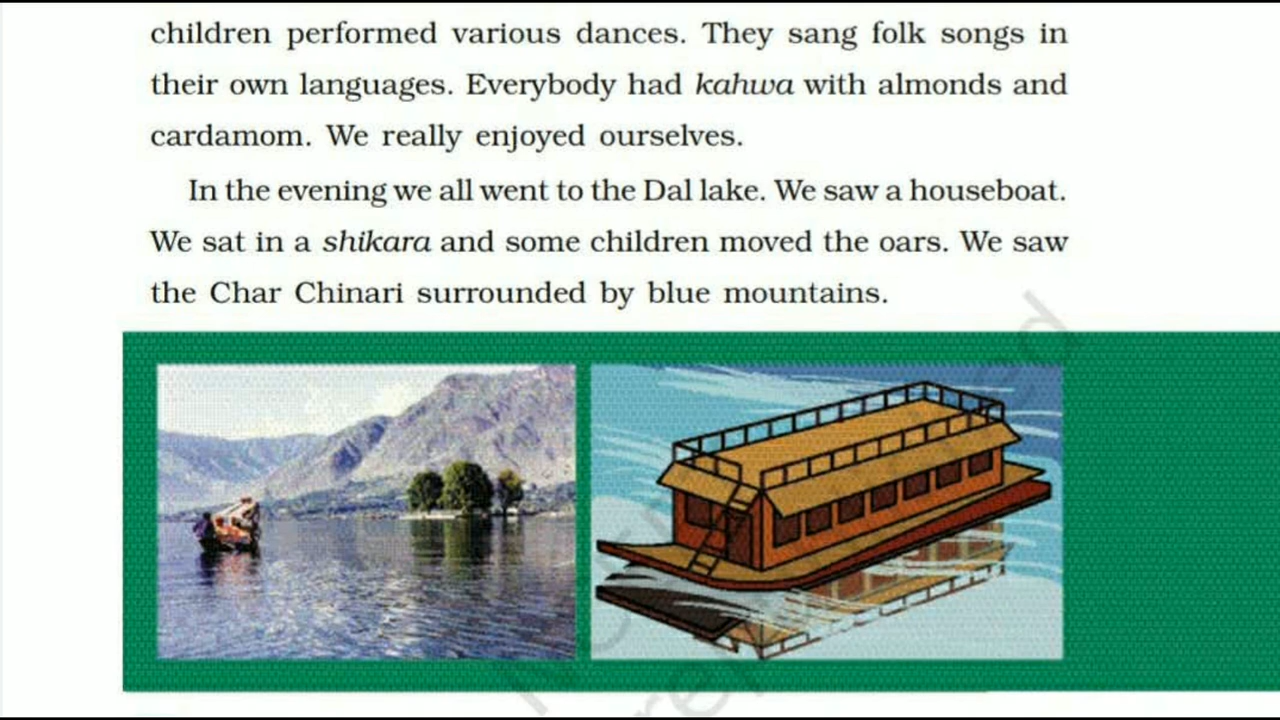 children performed various dances. They sang folk songs in
their own languages. Everybody had kahwa with almonds and
cardamom. We really enjoyed ourselves.
In the evening we all went to the Dal lake. We saw a houseboat.
We sat in a shikara and some children moved the oars. We saw
the Char Chinari surrounded by blue mountains.